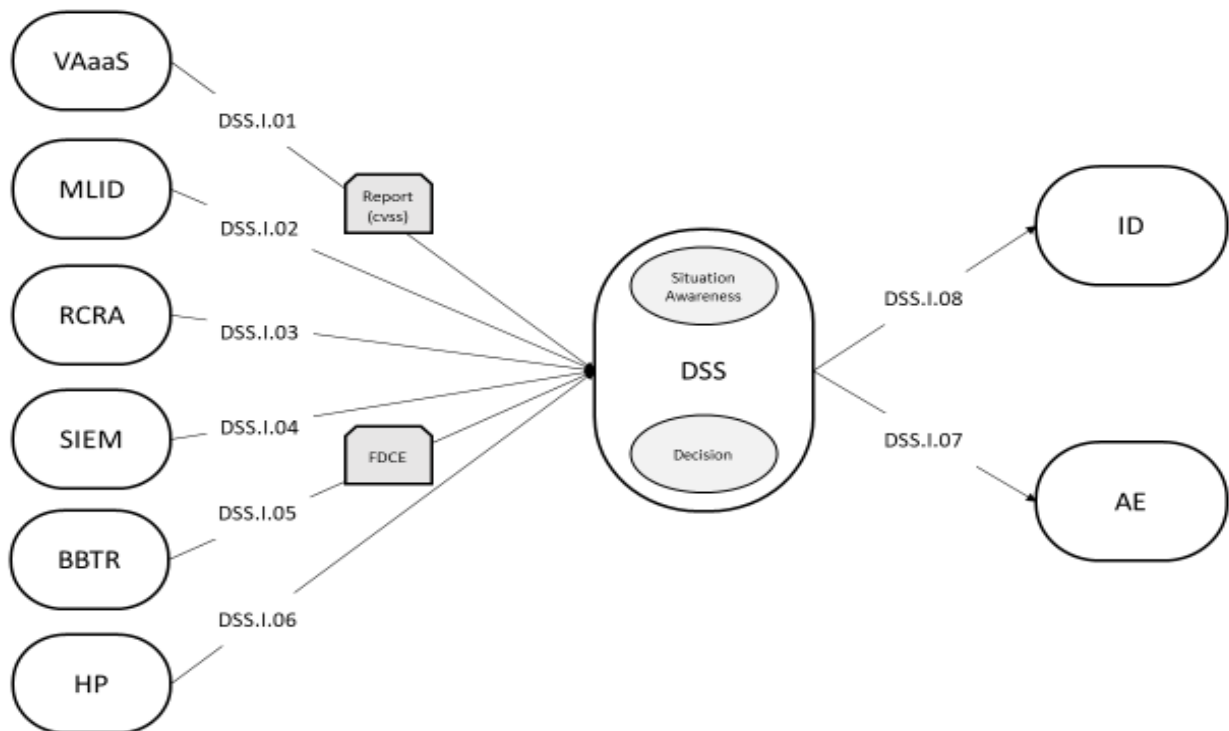 VAaaS
DSS.I.01
MLID
Report
(cvss)
DSS.I.02
RCRA
DSS.I.03
SIEM
DSS.I.04
FDCE
BBTR
DSS.I.05
HP
DSS.I.06
Situation
Awareness
DSS
Decision
DSS.I.08
ID
DSS.I.07
AE